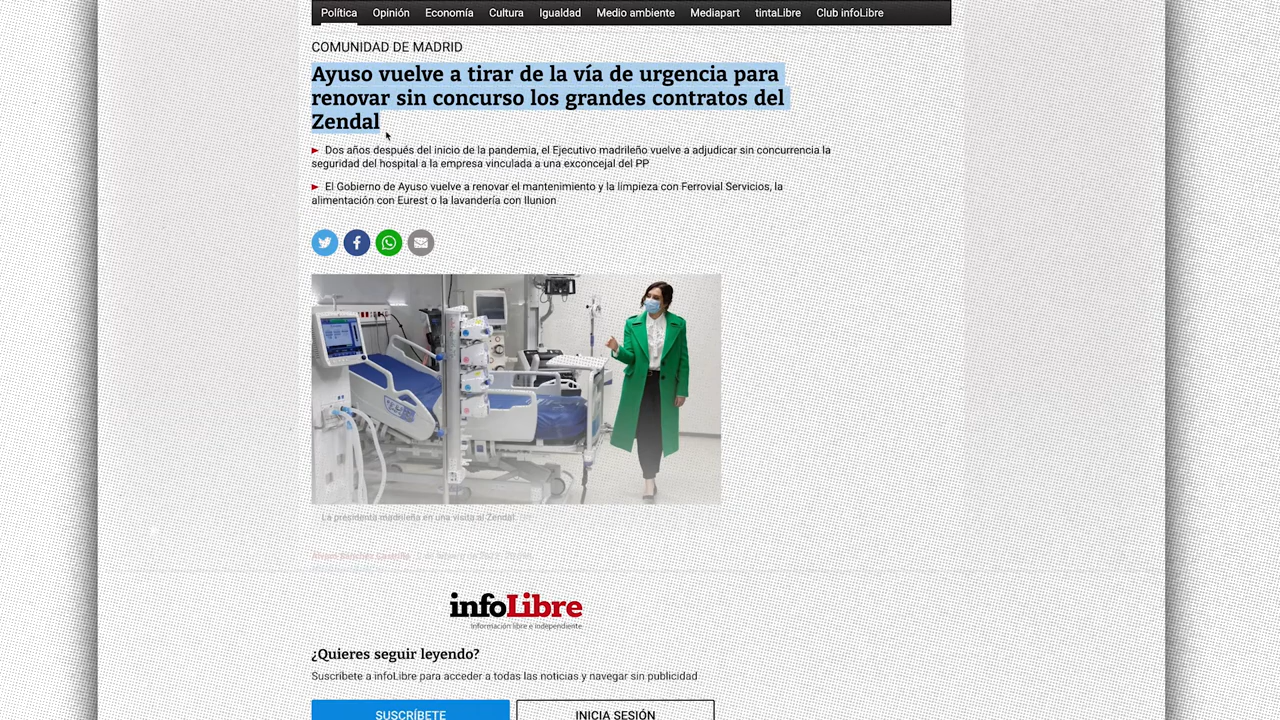 Política Opinión Economía Cultura Igualdad Medio ambiente Mediapart tintaLibre Club infoLibre
COMUNIDAD DE MADRID
Ayuso vuelve a tirar de la vía de urgencia para
renovar sin concurso los grandes contratos del
Zendal
Dos años después del inicio de la pandemia, el Ejecutivo madrileño vuelve a adjudicar sin concurrencia la
seguridad del hospital a la empresa vinculada a una exconcejal del PP
El Gobierno de Ayuso vuelve a renovar el mantenimiento y la limpieza con Ferrovial Servicios, la
alimentación con Eurest o la lavandería con Ilunion
La presidenta madrileña en una visita al Zendal.
infoLibre
Información libre e independiente
¿Quieres seguir leyendo?
Suscríbete a infoLibre para acceder a todas las noticias y navegar sin publicidad
SUSCRÍBETE INICIA SESIÓN